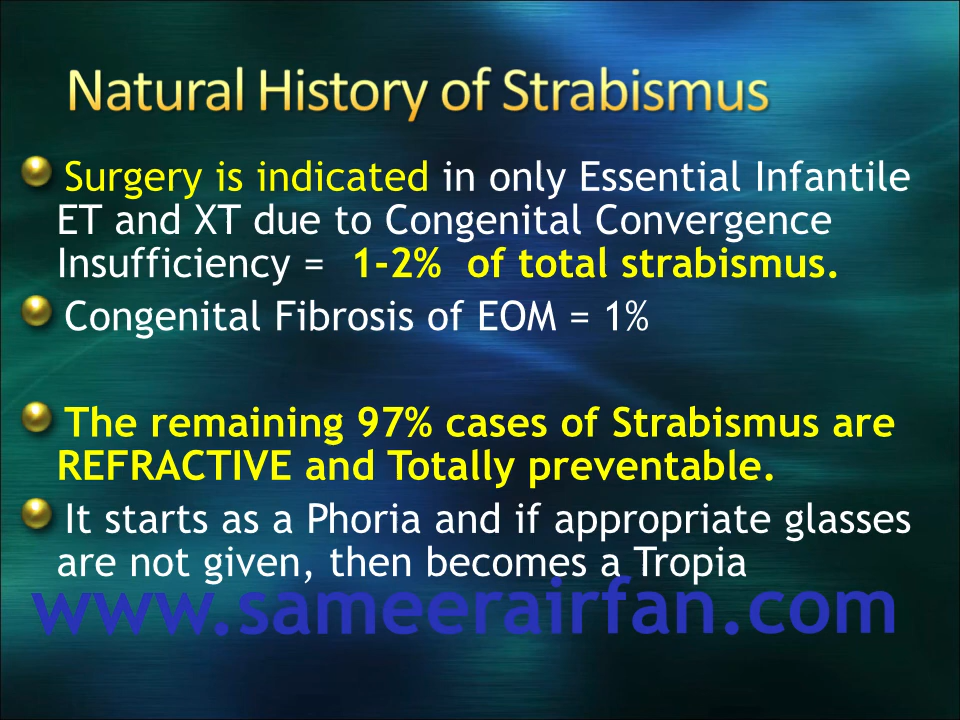 Natural History of Strabismus
Surgery is indicated in only Essential Infantile
ET and XT due to Congenital Convergence
Insufficiency = 1-2% of total strabismus.
Congenital Fibrosis of EOM = 1%
The remaining 97% cases of Strabismus are
REFRACTIVE and Totally preventable.
It starts as a Phoria and if appropriate glasses
are not given, then becomes a Tropia
www.sameerairfan.com